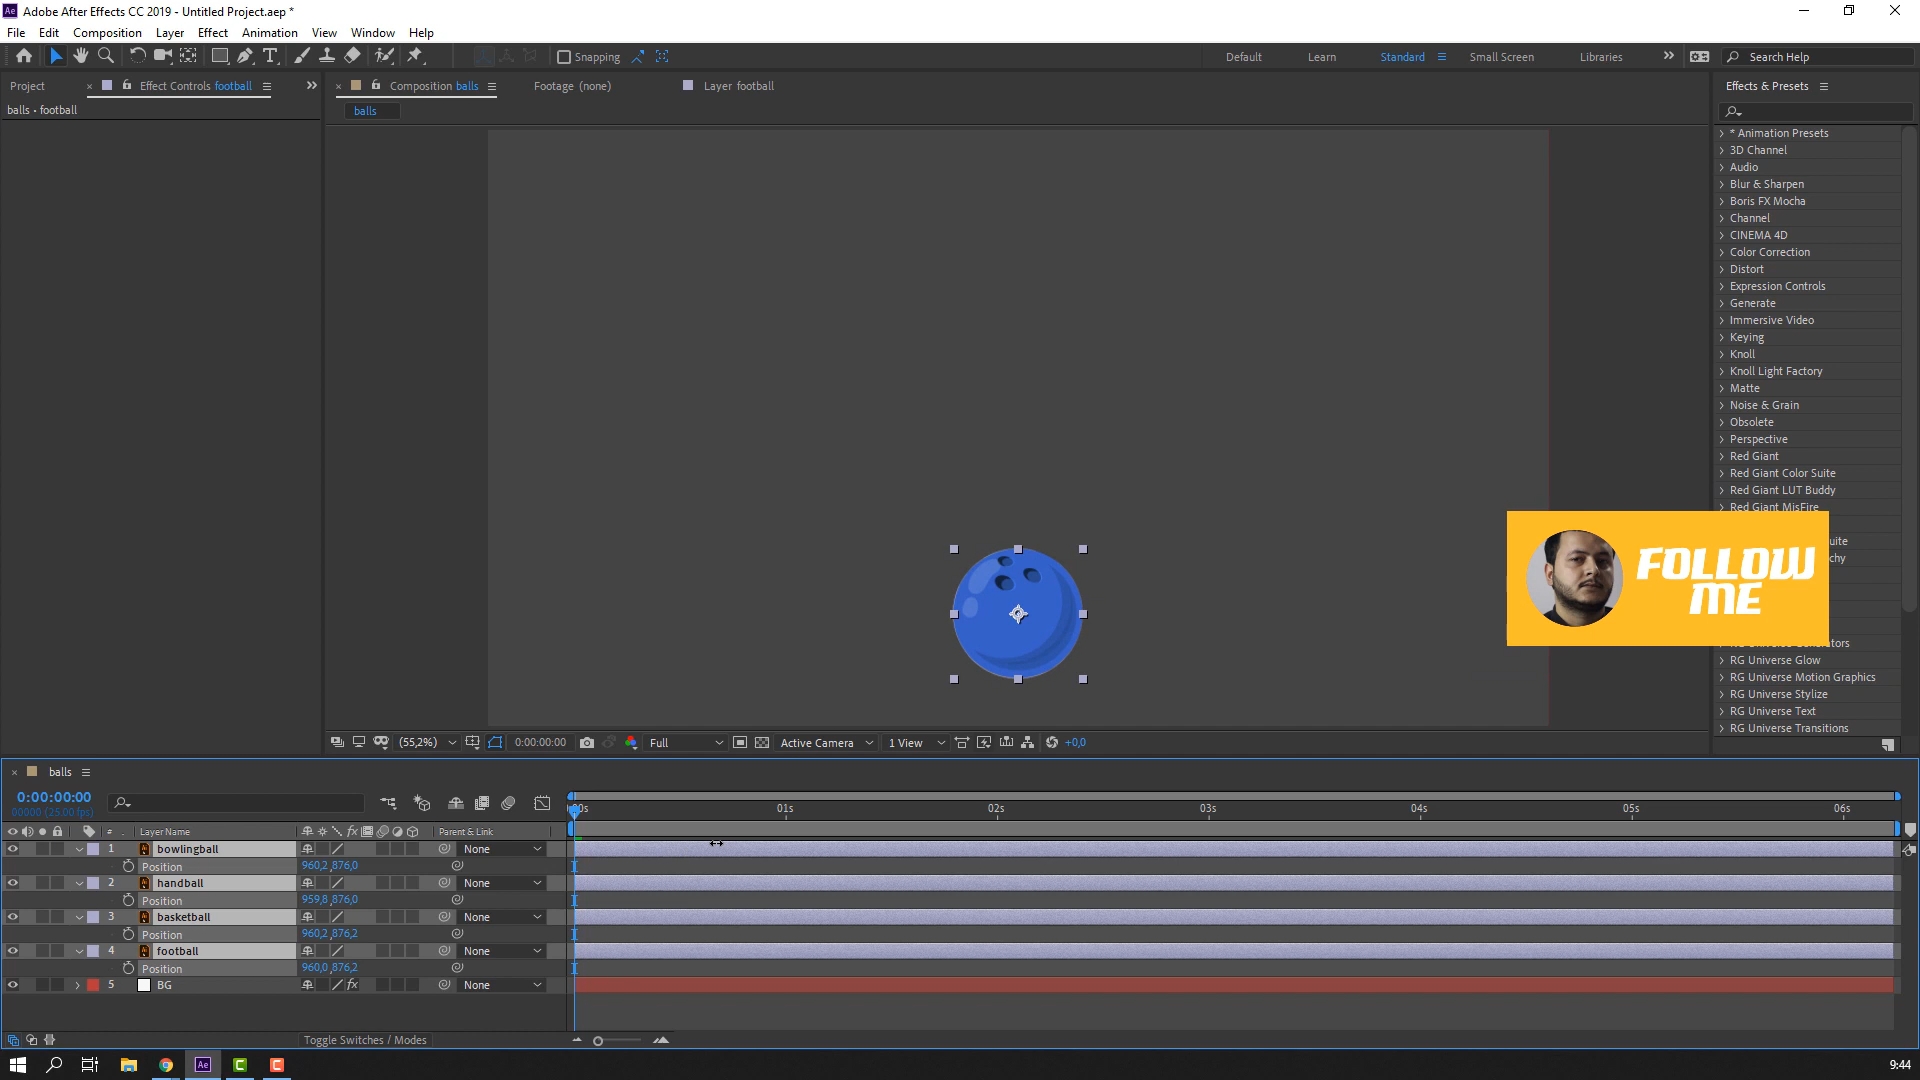 Adobe After Effects CC 2019 - Untitled Project.aep *
File Edit Composition Layer Effect Animation View Window Help
Snapping Default Learn Standard Small Screen Libraries Search Help
Project Effect Controls football Composition balls Footage (none) Layer football Effects & Presets
balls • football
balls
* Animation Presets
3D Channel
Audio
Blur & Sharpen
Boris FX Mocha
Channel
CINEMA 4D
Color Correction
Distort
Expression Controls
Generate
Immersive Video
Keying
Knoll
Knoll Light Factory
Matte
Noise & Grain
Obsolete
Perspective
Red Giant
Red Giant Color Suite
Red Giant LUT Buddy
Red Giant MisFire
FOLLOW
ME
RG Universe Glow
RG Universe Motion Graphics
RG Universe Stylize
RG Universe Text
RG Universe Transitions
(55,2%) 0:00:00:00 Full Active Camera 1 View +0,0
balls
0:00:00:00
00000 (25.00 fps)
01s 02s 03s 04s 05s 06s
# Layer Name fx Parent & Link
1 bowlingball None
Position 960,2,876,0
2 handball None
Position 959,8,876,0
3 basketball None
Position 960,2,876,2
4 football None
Position 960,0,876,2
5 BG fx None
Toggle Switches / Modes
Ae
9:44